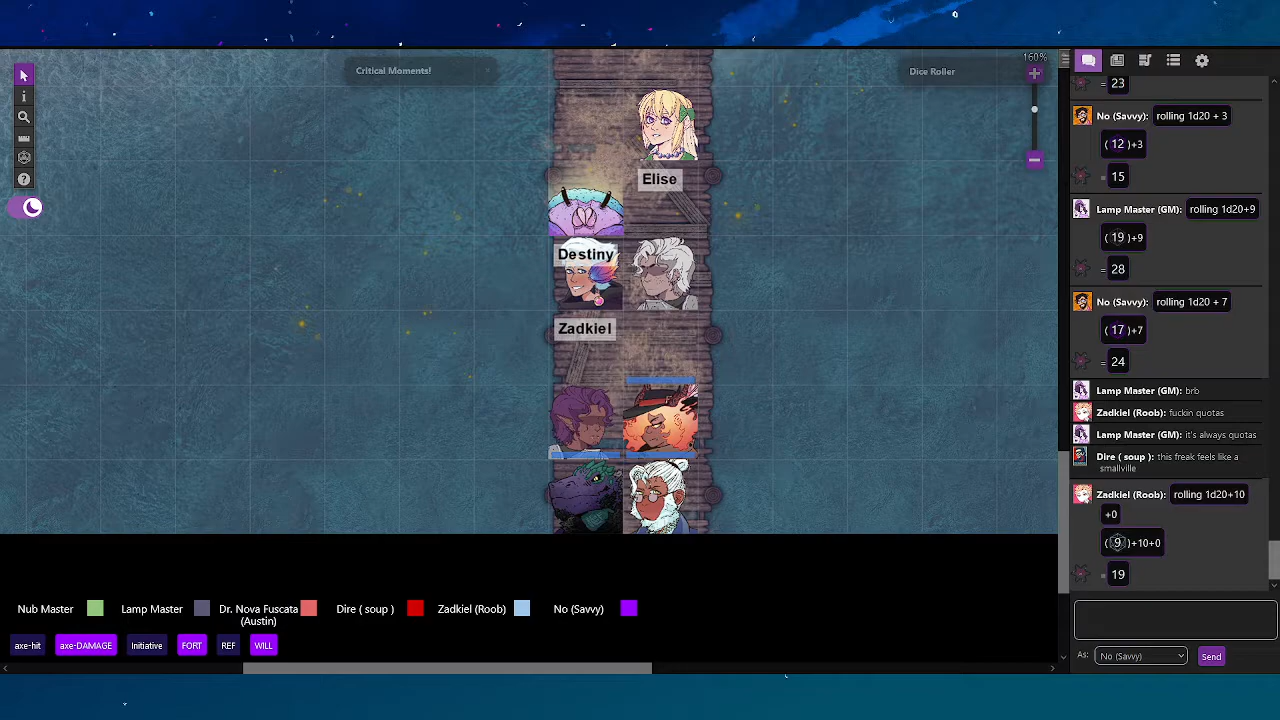 Critical Moments!
160%
Dice Roller
Elise
Destiny
Zadkiel
= 23
No (Savvy): rolling 1d20 + 3
( 12 )+3
= 15
Lamp Master (GM): rolling 1d20+9
( 19 )+9
= 28
No (Savvy): rolling 1d20 + 7
( 17 )+7
= 24
Lamp Master (GM): brb
Zadkiel (Roob): fuckin quotas
Lamp Master (GM): it's always quotas
Dire ( soup ): this freak feels like a
smallville
Zadkiel (Roob): rolling 1d20+10
+0
( 9 )+10+0
= 19
Nub Master
Lamp Master
Dr. Nova Fuscata
(Austin)
Dire ( soup )
Zadkiel (Roob)
No (Savvy)
axe-hit
axe-DAMAGE
Initiative
FORT
REF
WILL
As:
No (Savvy)
Send